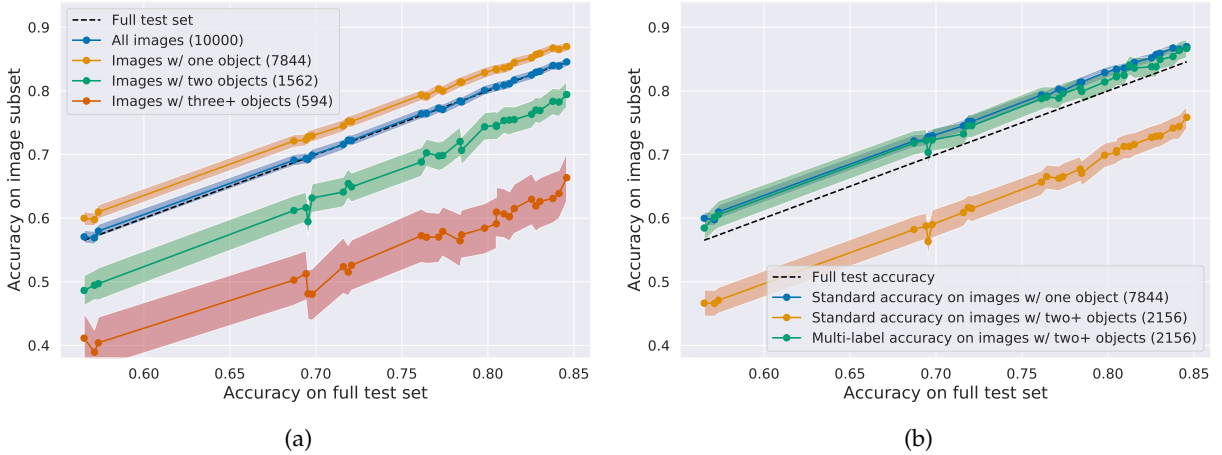 0.9
0.8
0.7
0.6
0.5
0.4
Accuracy on image subset
Full test set
All images (10000)
Images w/ one object (7844)
Images w/ two objects (1562)
Images w/ three+ objects (594)
0.60
0.65
0.70
0.75
0.80
0.85
Accuracy on full test set
(a)
0.9
0.8
0.7
0.6
0.5
0.4
Accuracy on image subset
Full test accuracy
Standard accuracy on images w/ one object (7844)
Standard accuracy on images w/ two+ objects (2156)
Multi-label accuracy on images w/ two+ objects (2156)
0.60
0.65
0.70
0.75
0.80
0.85
Accuracy on full test set
(b)